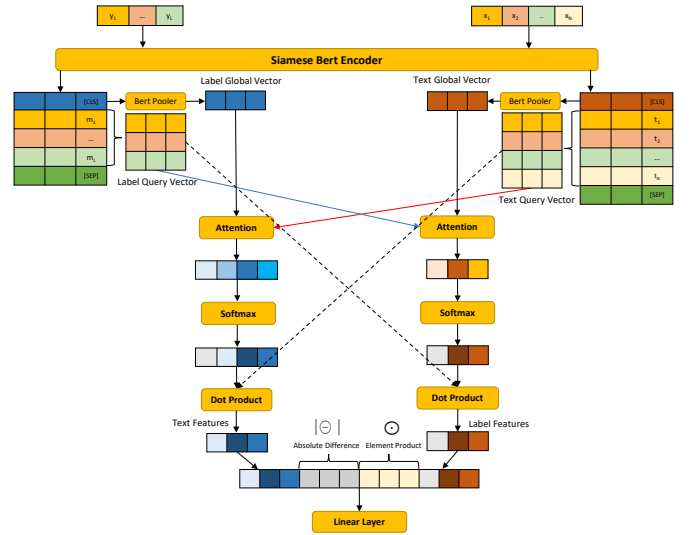 y1 ... yL
x1 x2 .. xN
Siamese Bert Encoder
Label Global Vector
Text Global Vector
[CLS]
Bert Pooler
Bert Pooler
[CLS]
m1
...
mL
[SEP]
t1
t2
...
tN
[SEP]
Label Query Vector
Text Query Vector
Attention
Attention
Softmax
Softmax
Dot Product
Dot Product
Text Features
Label Features
Absolute Difference
Element Product
Linear Layer